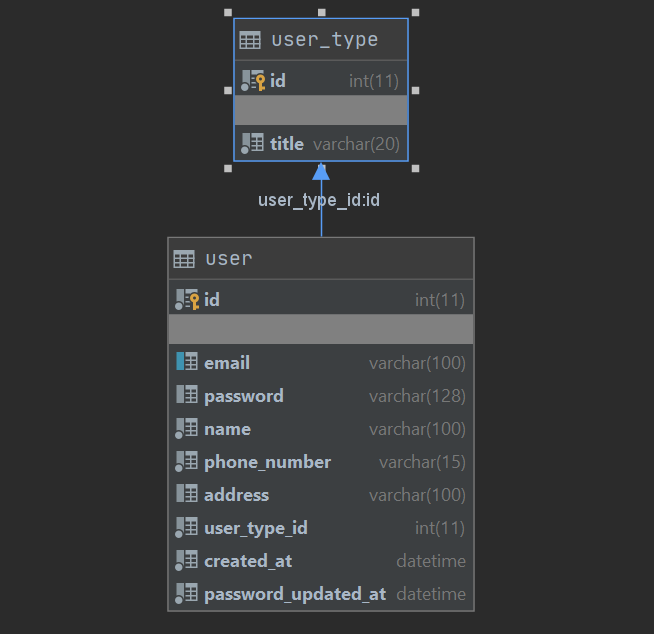 user_type
id int(11)
title varchar(20)
user_type_id:id
user
id int(11)
email varchar(100)
password varchar(128)
name varchar(100)
phone_number varchar(15)
address varchar(100)
user_type_id int(11)
created_at datetime
password_updated_at datetime